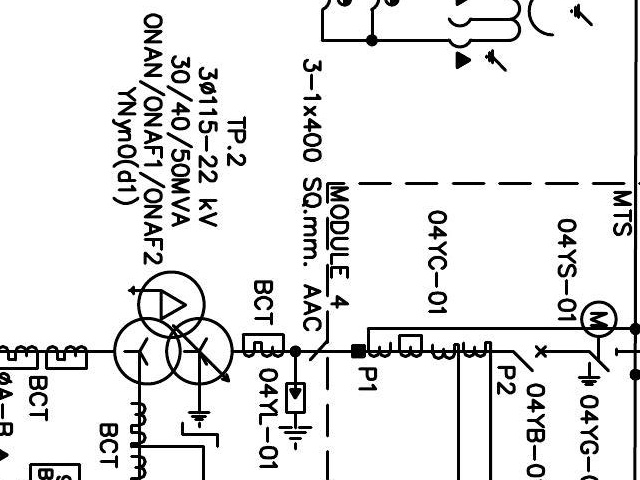 MTS
04YS-01
M
04YG-
04YB-0
P2
04YC-01
P1
MODULE 4
3-1x400 SQ.mm. AAC
BCT
04YL-01
TP.2
3ø115-22 kV
30/40/50MVA
ONAN/ONAF1/ONAF2
YNyn0(d1)
BCT
BCT
øA-B